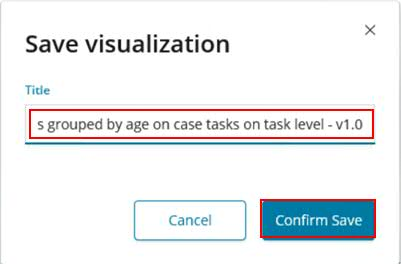 Save visualization
Title
s grouped by age on case tasks on task level - v1.0
Cancel
Confirm Save